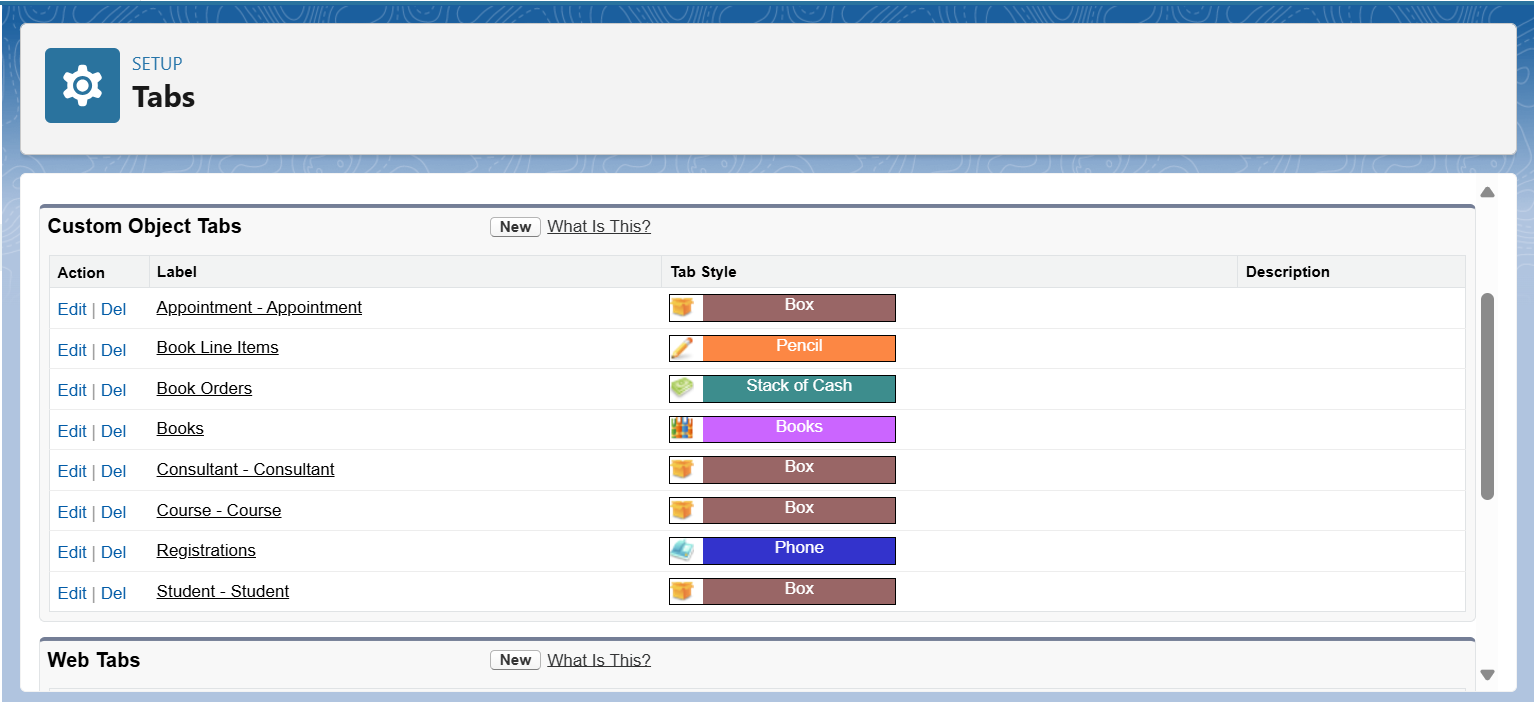 SETUP
Tabs
Custom Object Tabs New What Is This?
Action Label Tab Style Description
Edit | Del Appointment - Appointment Box
Edit | Del Book Line Items Pencil
Edit | Del Book Orders Stack of Cash
Edit | Del Books Books
Edit | Del Consultant - Consultant Box
Edit | Del Course - Course Box
Edit | Del Registrations Phone
Edit | Del Student - Student Box
Web Tabs New What Is This?